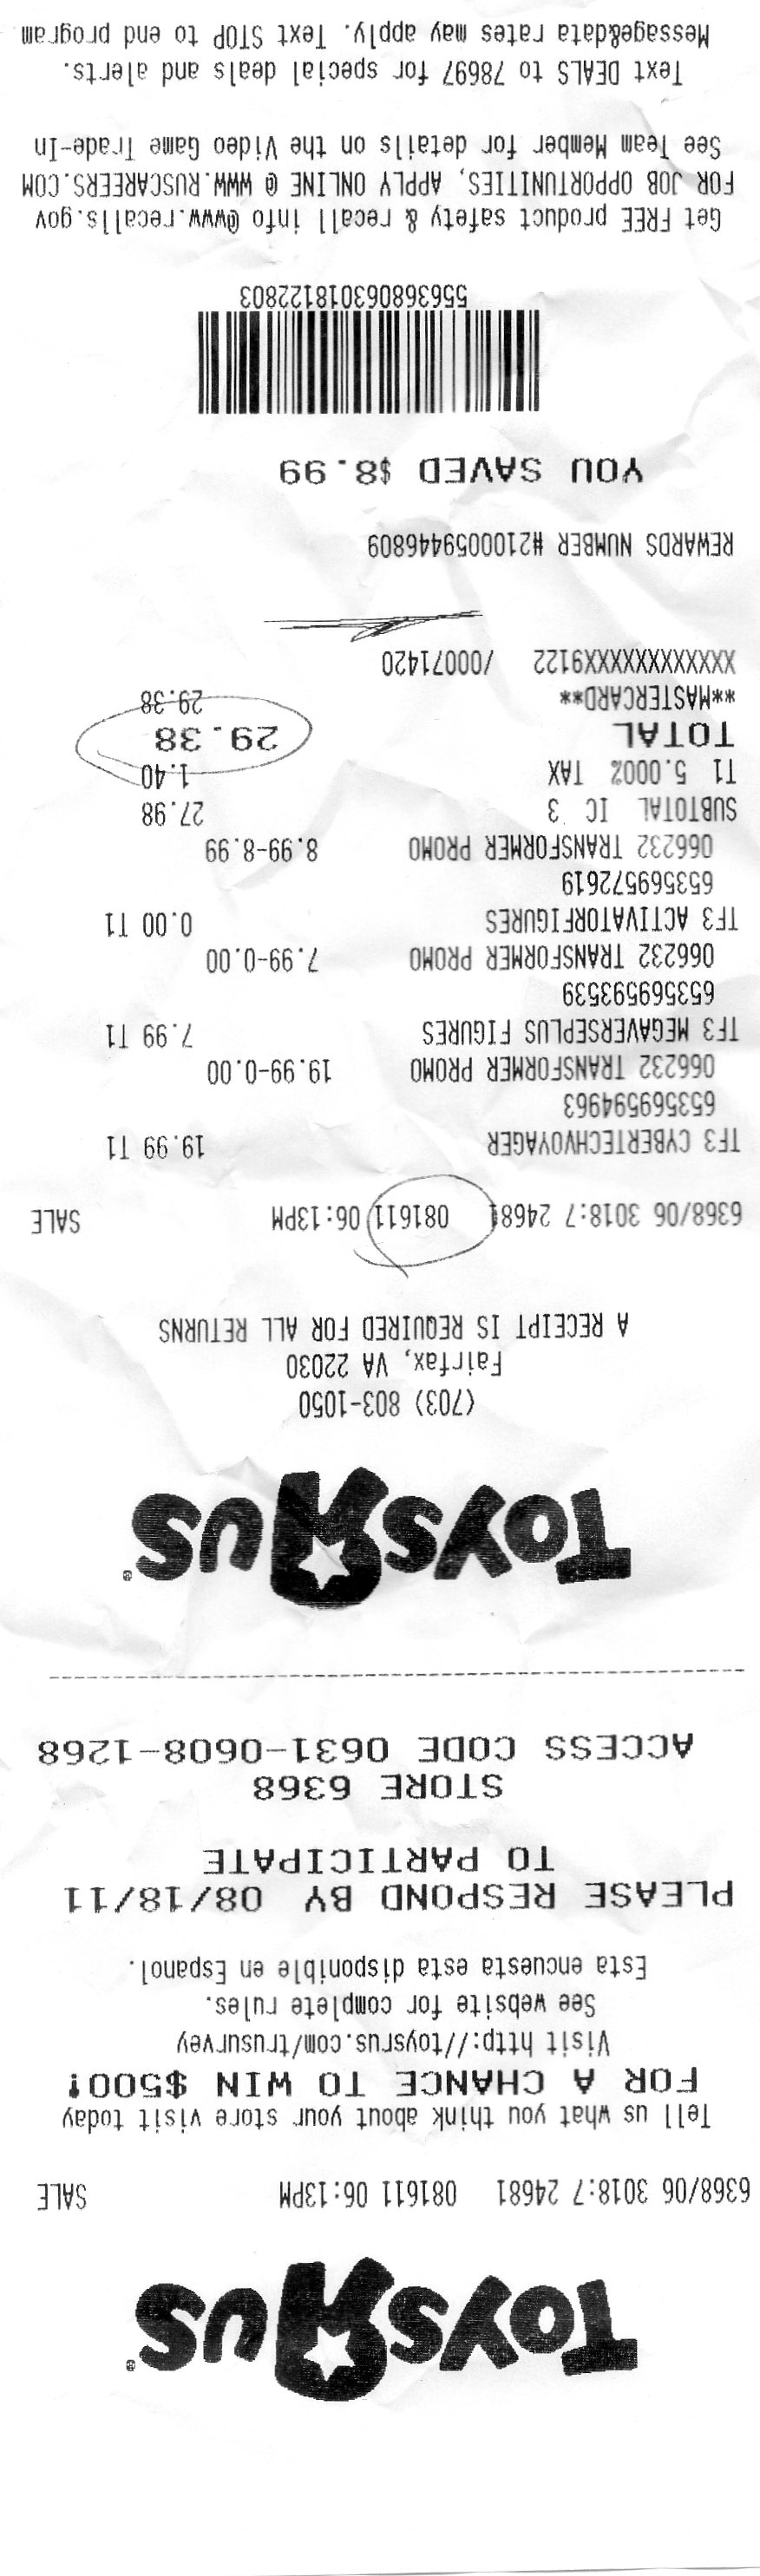 TOYSRUS®
6368/06 3018:7 24681 081611 06:13PM SALE
Tell us what you think about your store visit today
FOR A CHANCE TO WIN $500!
Visit http://toysrus.com/trusurvey
See website for complete rules.
Esta encuesta esta disponible en Espanol.
PLEASE RESPOND BY 08/18/11
TO PARTICIPATE
STORE 6368
ACCESS CODE 0631-0608-1268
TOYSRUS®
(703) 803-1050
Fairfax, VA 22030
A RECEIPT IS REQUIRED FOR ALL RETURNS
6368/06 3018:7 24681 081611 06:13PM SALE
TF3 CYBERTECHVOYAGER 19.99 T1
653569594963
066232 TRANSFORMER PROMO 19.99-0.00
TF3 MEGAVERSEPLUS FIGURES 7.99 T1
653569593539
066232 TRANSFORMER PROMO 7.99-0.00
TF3 ACTIVATORFIGURES 0.00 T1
653569572619
066232 TRANSFORMER PROMO 8.99-8.99
SUBTOTAL IC 3 27.98
T1 5.000% TAX 1.40
TOTAL 29.38
**MASTERCARD** 29.38
XXXXXXXXXXXX9122 /00071420
REWARDS NUMBER #2100059446809
YOU SAVED $8.99
5563688063018122803
Get FREE product safety & recall info @www.recalls.gov
FOR JOB OPPORTUNITIES, APPLY ONLINE @ WWW.RUSCAREERS.COM
See Team Member for details on the Video Game Trade-In
Text DEALS to 78697 for special deals and alerts.
Message&data rates may apply. Text STOP to end program